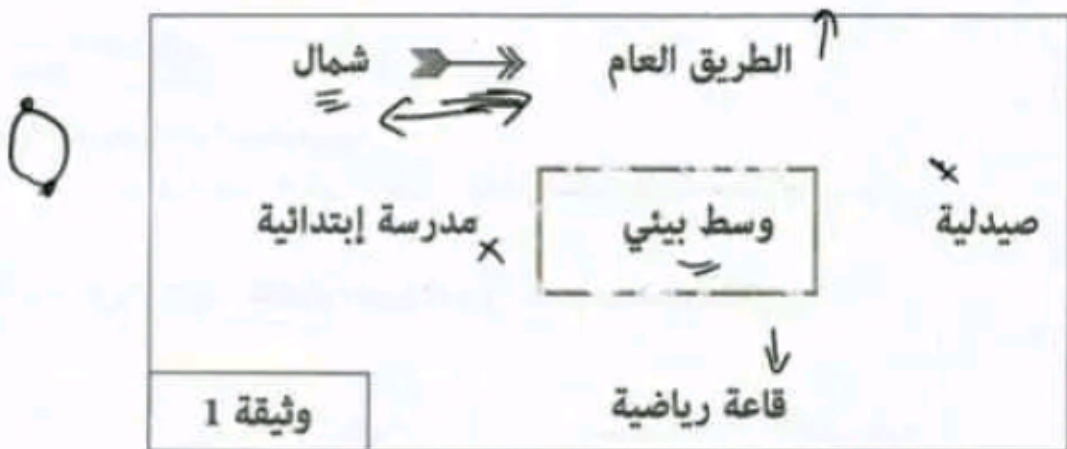 شمال الطريق العام
صيدلية وسط بيئي مدرسة إبتدائية
قاعة رياضية
وثيقة 1